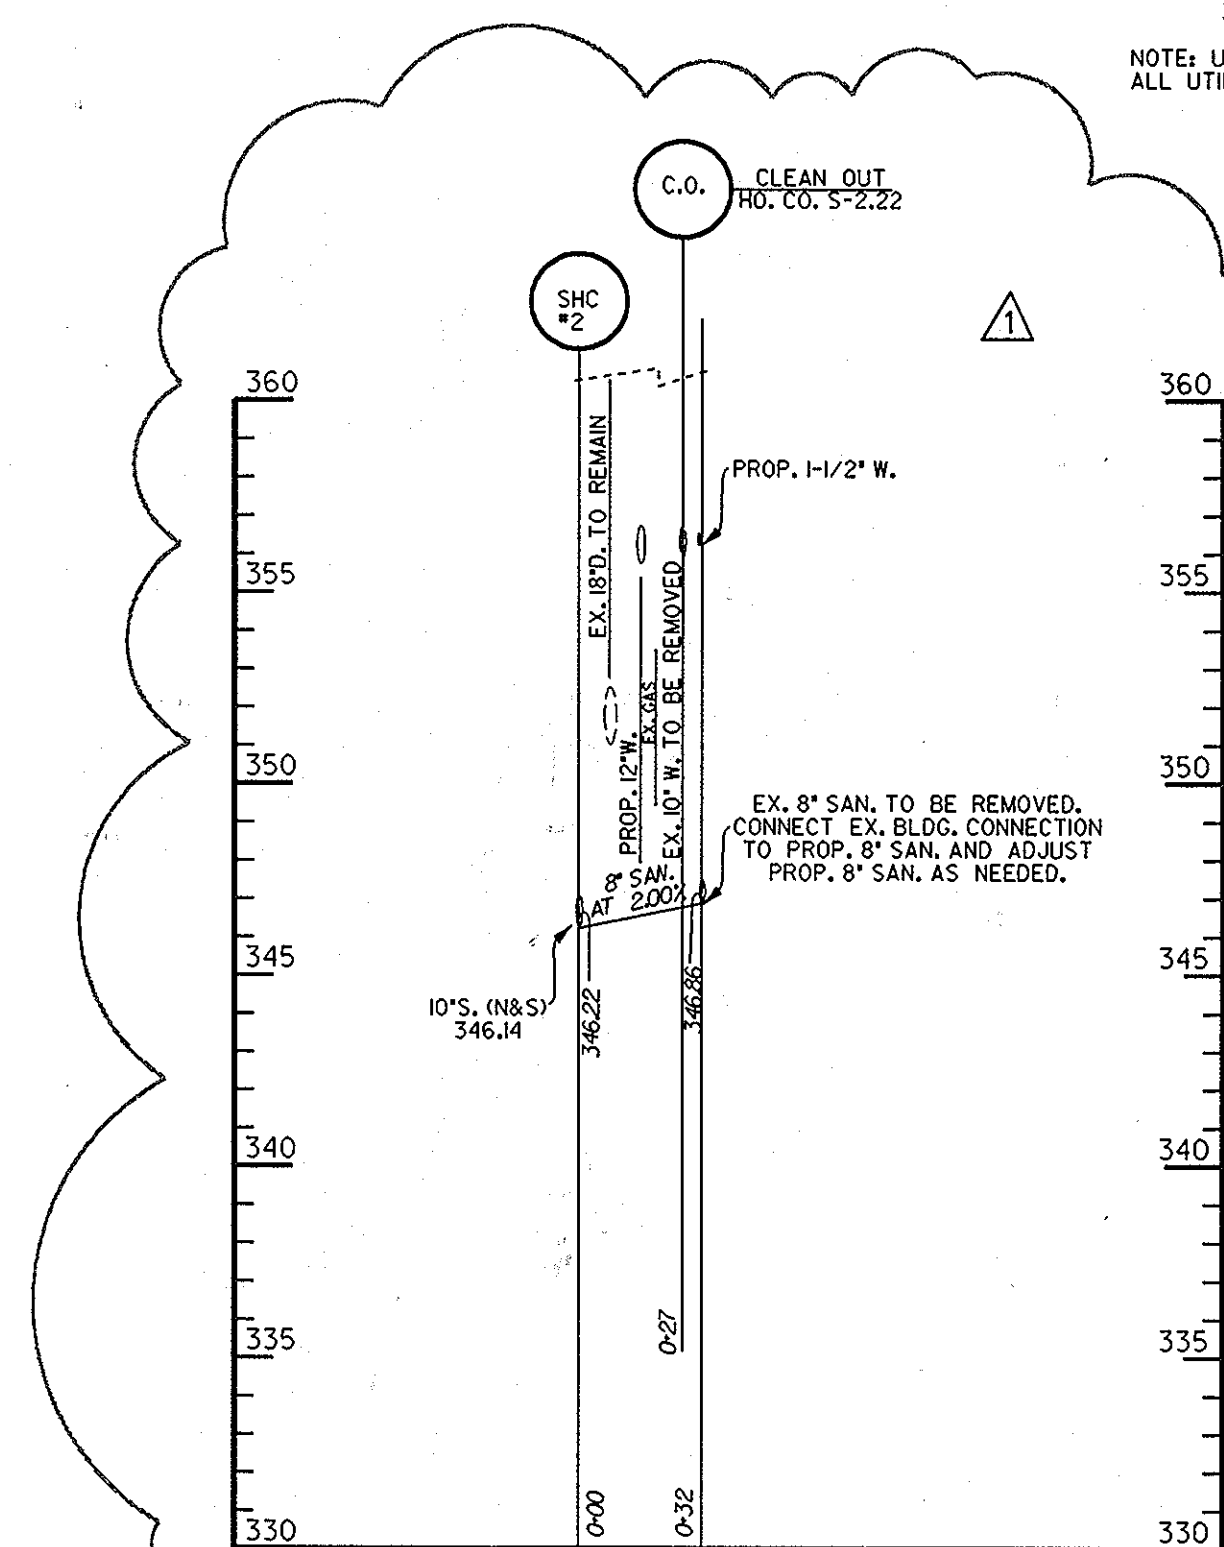 NOTE: U
ALL UTI
C.O.
CLEAN OUT
HO. CO. S-2.22
SHC
#2
1
360
360
EX. 18"D. TO REMAIN
PROP. 1-1/2" W.
355
355
PROP. 12"W.
EX. GAS
EX. 10" W. TO BE REMOVED
350
350
EX. 8" SAN. TO BE REMOVED.
CONNECT EX. BLDG. CONNECTION
TO PROP. 8" SAN. AND ADJUST
PROP. 8" SAN. AS NEEDED.
8" SAN.
AT 2.00%
345
345
10"S. (N&S)
346.14
346.22
346.86
340
340
335
335
0+27
0+00
0+32
330
330